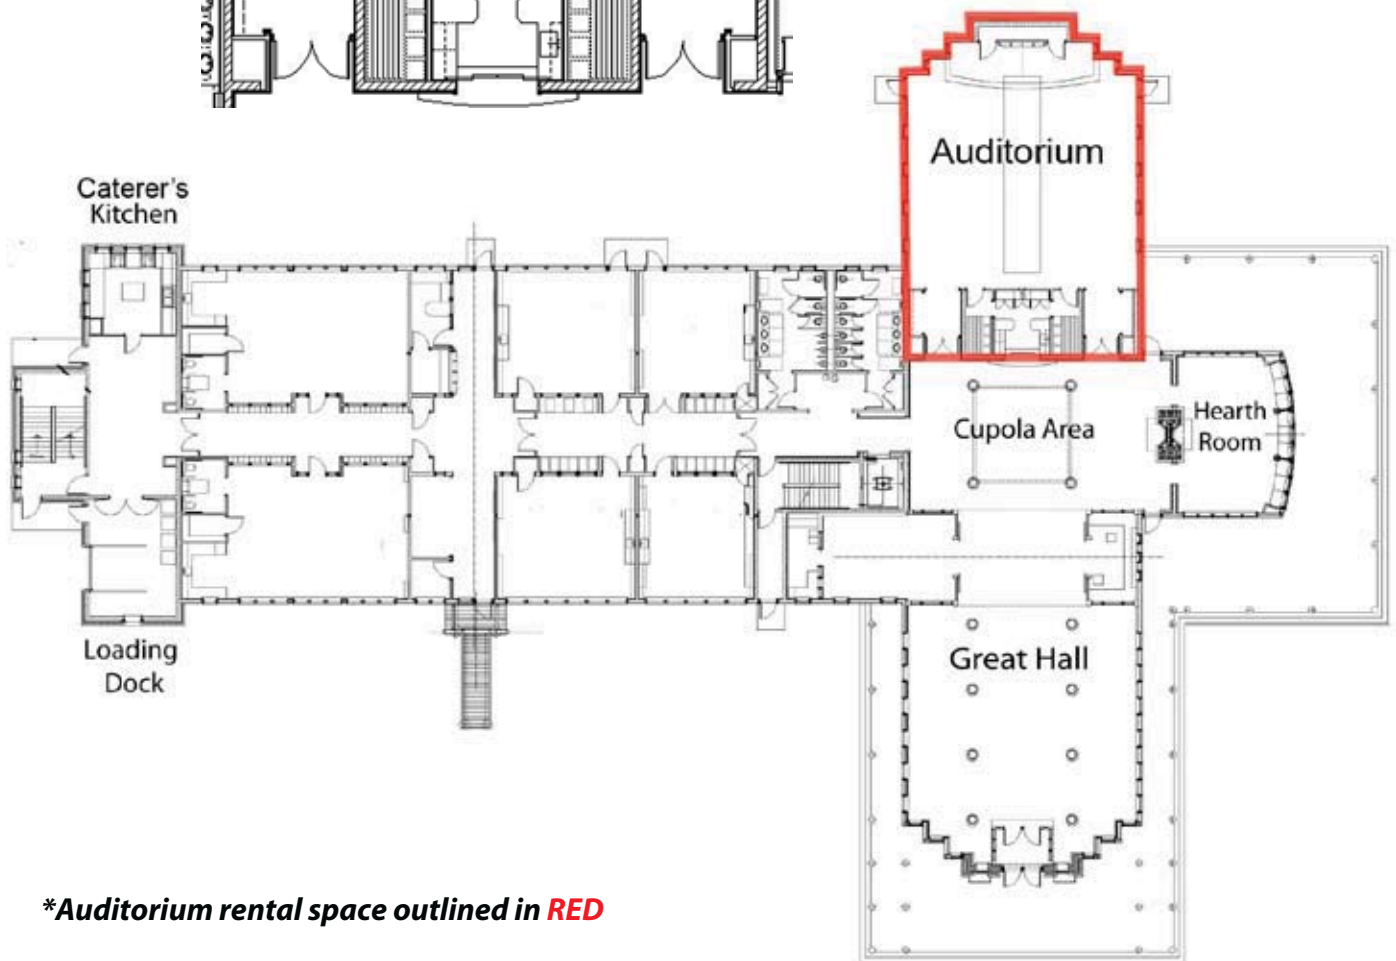 Auditorium
Caterer's
Kitchen
Cupola Area
Hearth
Room
Loading
Dock
Great Hall
*Auditorium rental space outlined in RED